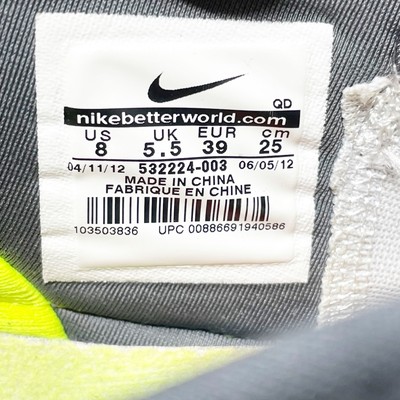 QD
nikebetterworld.com
US UK EUR cm
8 5.5 39 25
04/11/12 532224-003 06/05/12
MADE IN CHINA
FABRIQUE EN CHINE
103503836 UPC 00886691940586